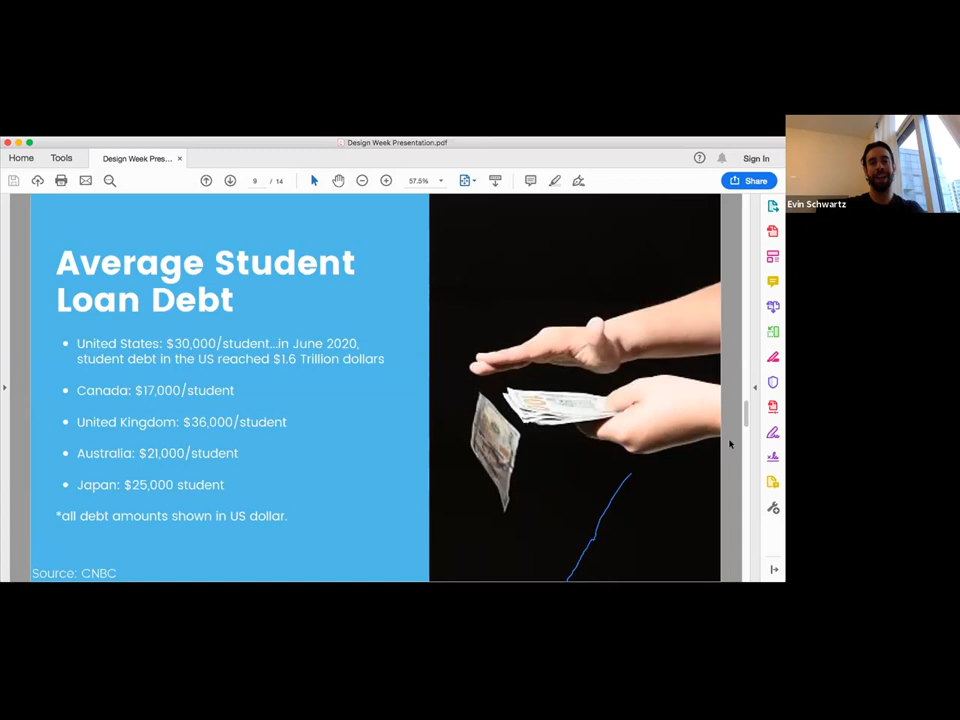 Design Week Presentation.pdf
Home
Tools
Design Week Pres...
Sign In
9 / 14
57.5%
Share
Evin Schwartz
Average Student
Loan Debt
United States: $30,000/student...in June 2020,
student debt in the US reached $1.6 Trillion dollars
Canada: $17,000/student
United Kingdom: $36,000/student
Australia: $21,000/student
Japan: $25,000 student
*all debt amounts shown in US dollar.
Source: CNBC